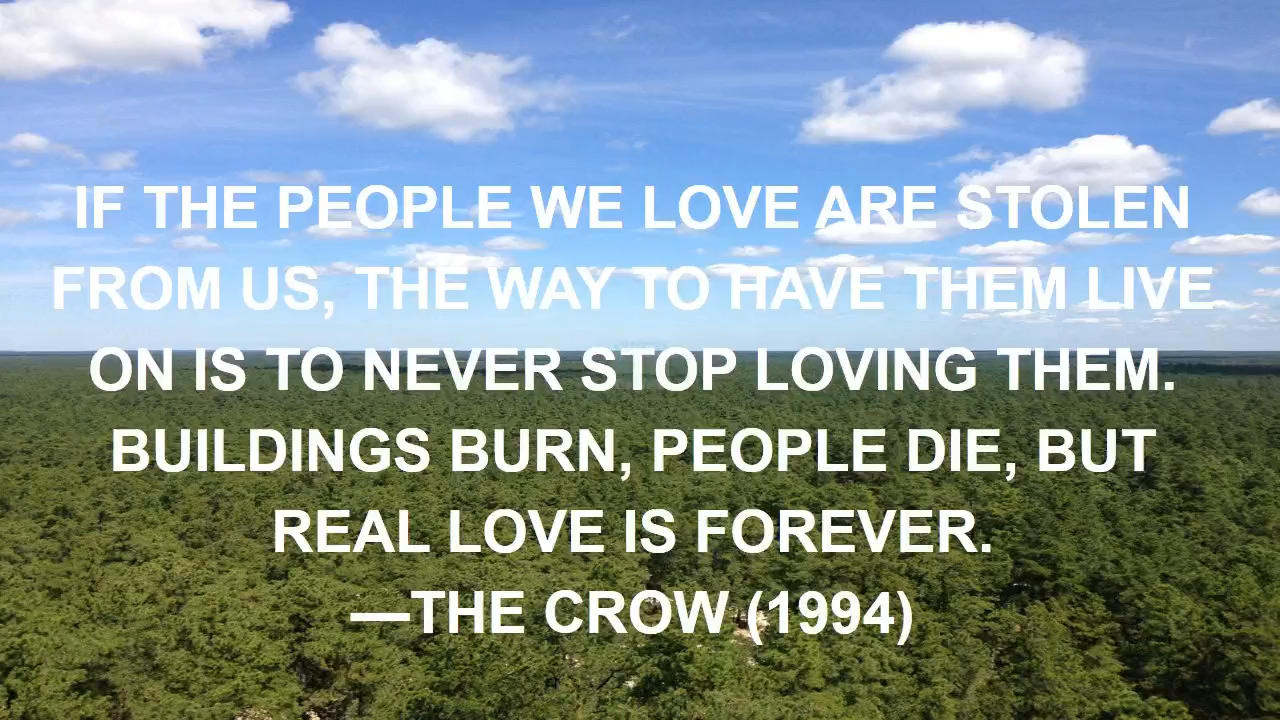 IF THE PEOPLE WE LOVE ARE STOLEN
FROM US, THE WAY TO HAVE THEM LIVE
ON IS TO NEVER STOP LOVING THEM.
BUILDINGS BURN, PEOPLE DIE, BUT
REAL LOVE IS FOREVER.
—THE CROW (1994)